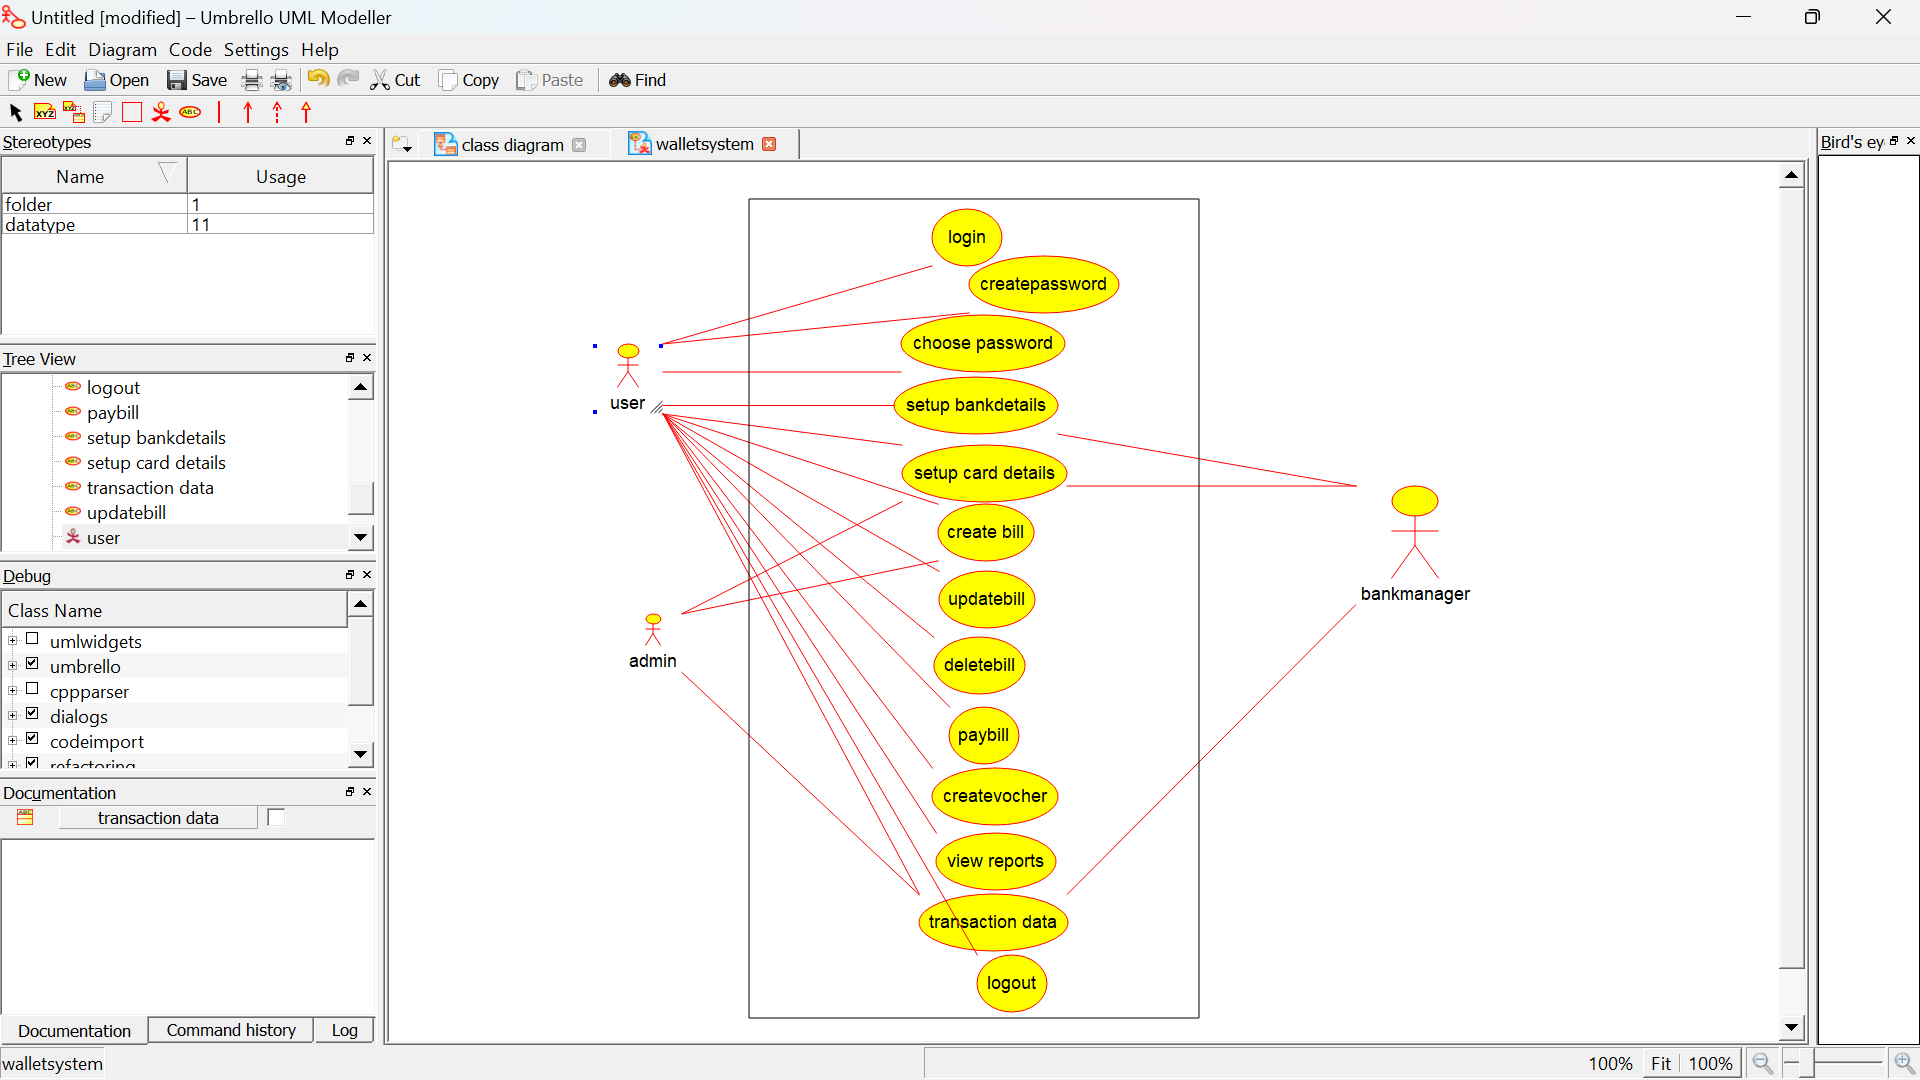 Untitled [modified] – Umbrello UML Modeller
File Edit Diagram Code Settings Help
New Open Save Cut Copy Paste Find
XYZ XYZ ABC
Stereotypes
Name Usage
folder 1
datatype 11
Tree View
logout
paybill
setup bankdetails
setup card details
transaction data
updatebill
user
Debug
Class Name
umlwidgets
umbrello
cppparser
dialogs
codeimport
refactoring
Documentation
transaction data
Documentation Command history Log
walletsystem
class diagram walletsystem
login
createpassword
choose password
setup bankdetails
setup card details
create bill
updatebill
deletebill
paybill
createvocher
view reports
transaction data
logout
user
admin
bankmanager
Bird's ey
100% Fit 100%